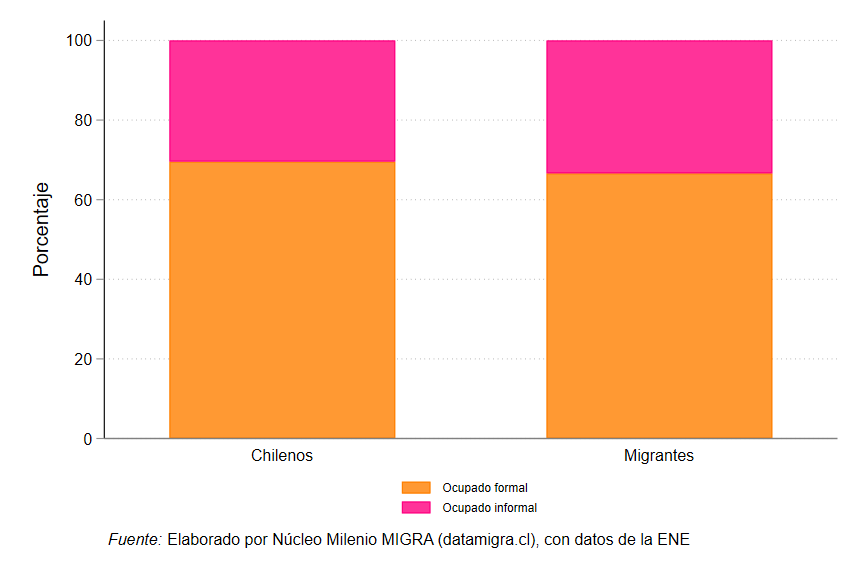 Porcentaje
100
80
60
40
20
0
Chilenos Migrantes
Ocupado formal
Ocupado informal
Fuente: Elaborado por Núcleo Milenio MIGRA (datamigra.cl), con datos de la ENE